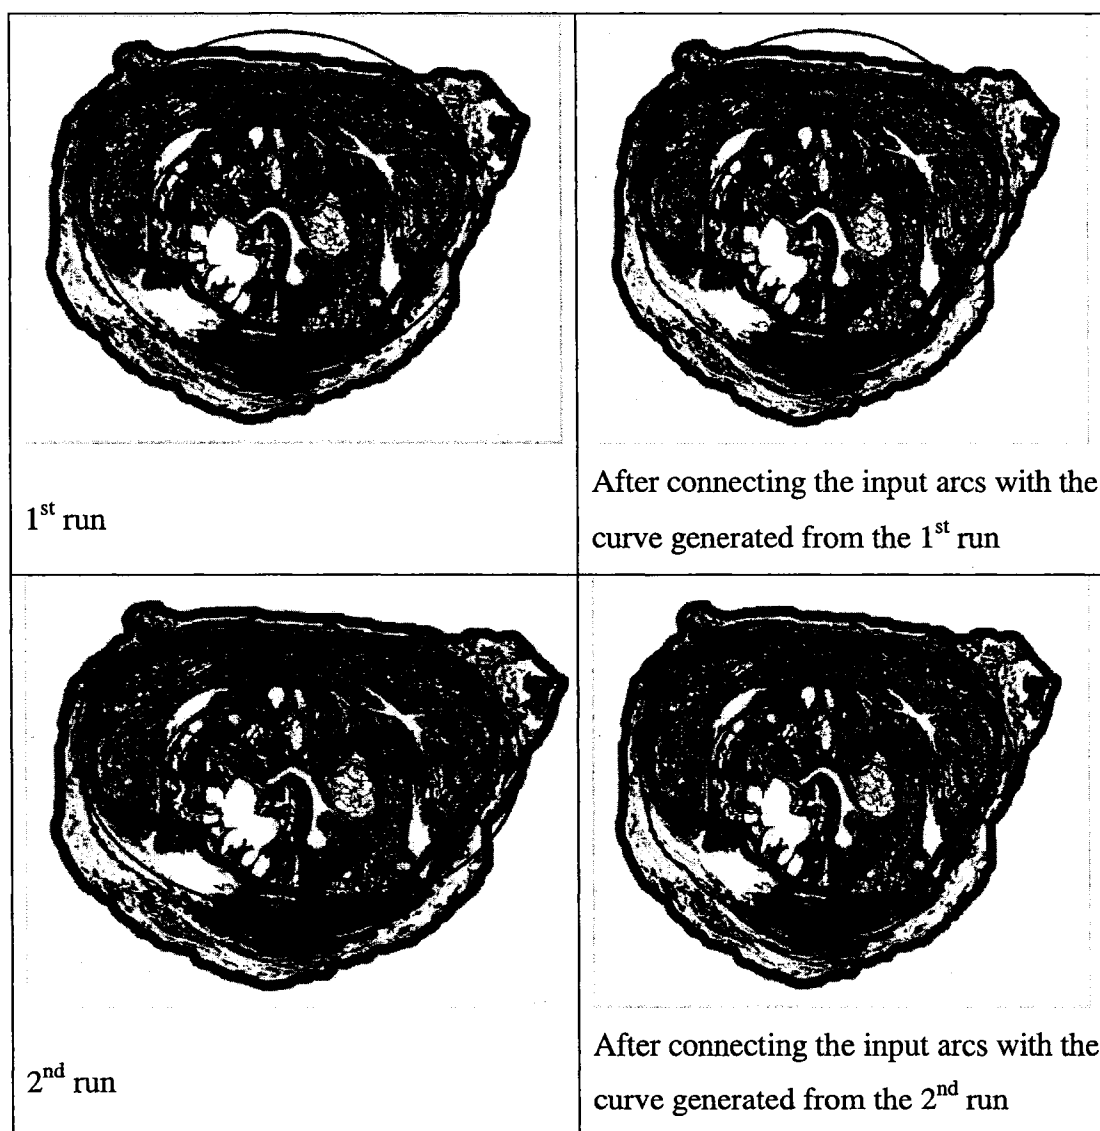 1st run
After connecting the input arcs with the
curve generated from the 1st run
2nd run
After connecting the input arcs with the
curve generated from the 2nd run